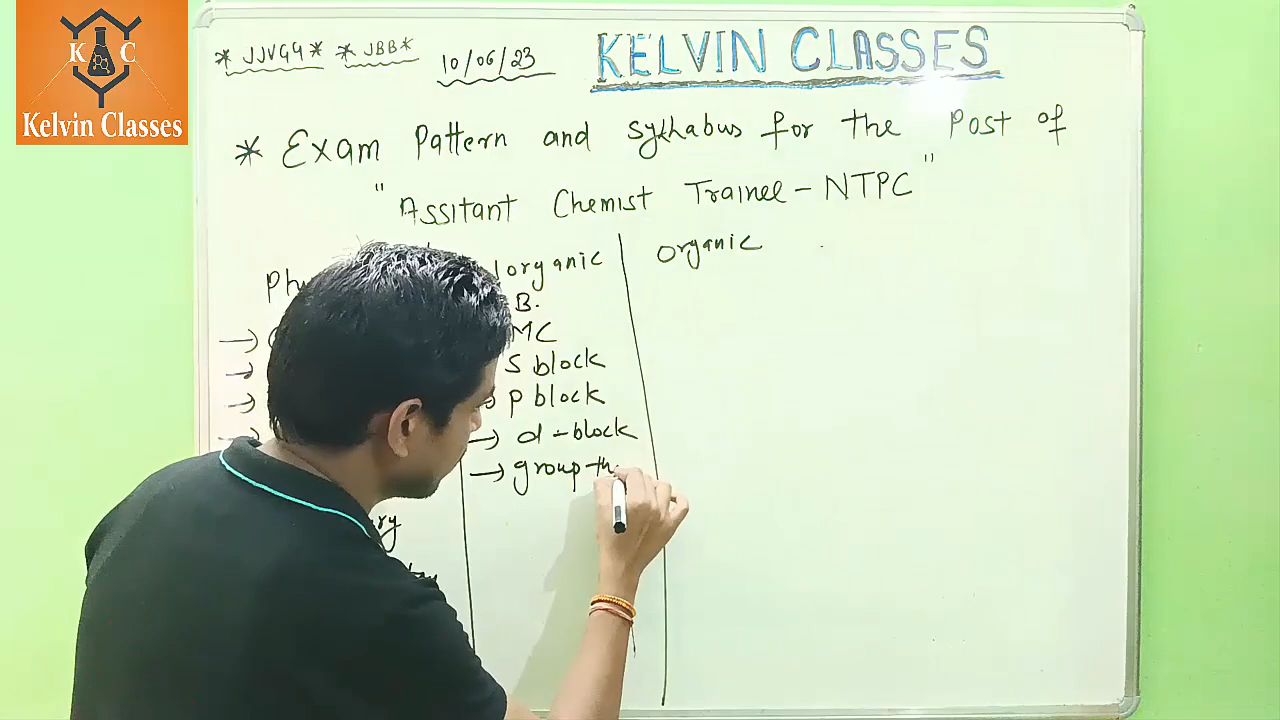 K C
Kelvin Classes
* JJVGG * * JBB *
10/06/23
KELVIN CLASSES
* Exam Pattern and syllabus for the Post of
"Assitant Chemist Trainee - NTPC"
organic
Organic
B.
MC
S block
p block
→ d-block
→ group th